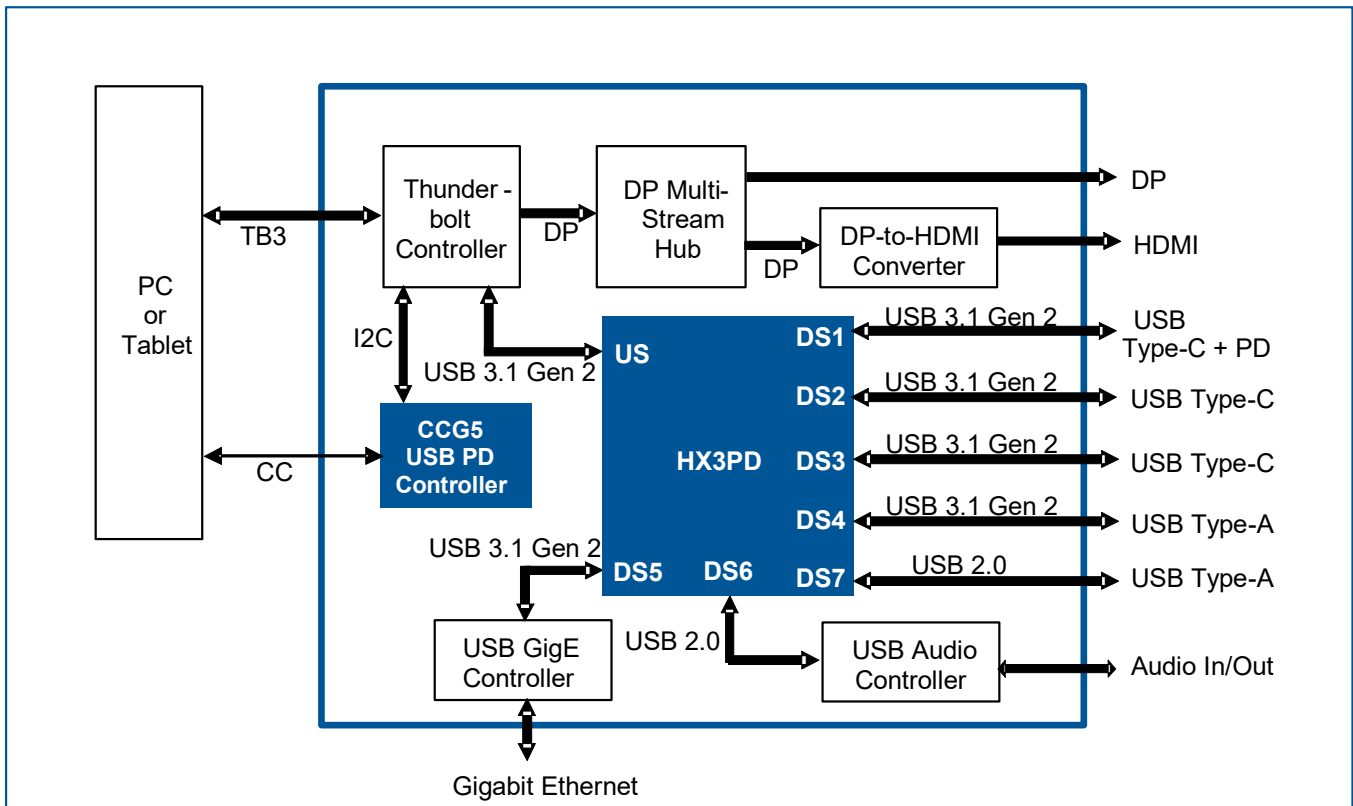 PC
or
Tablet
TB3
CC
Thunder -
bolt
Controller
DP
DP Multi-
Stream
Hub
DP
DP-to-HDMI
Converter
DP
HDMI
I2C
USB 3.1 Gen 2
CCG5
USB PD
Controller
US
HX3PD
DS1
DS2
DS3
DS4
DS5
DS6
DS7
USB 3.1 Gen 2
USB
Type-C + PD
USB 3.1 Gen 2
USB Type-C
USB 3.1 Gen 2
USB Type-C
USB 3.1 Gen 2
USB Type-A
USB 2.0
USB Type-A
USB 3.1 Gen 2
USB GigE
Controller
USB 2.0
USB Audio
Controller
Audio In/Out
Gigabit Ethernet